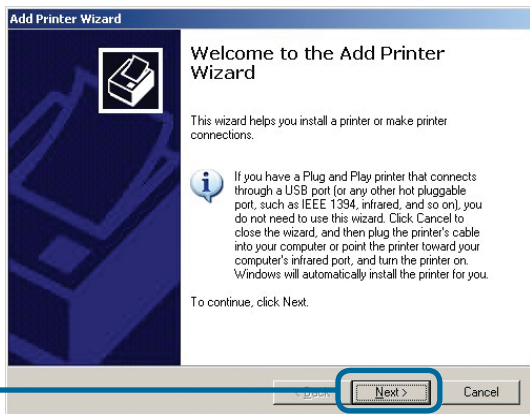 Add Printer Wizard
Welcome to the Add Printer
Wizard
This wizard helps you install a printer or make printer
connections.
If you have a Plug and Play printer that connects
through a USB port (or any other hot pluggable
port, such as IEEE 1394, infrared, and so on), you
do not need to use this wizard. Click Cancel to
close the wizard, and then plug the printer's cable
into your computer or point the printer toward your
computer's infrared port, and turn the printer on.
Windows will automatically install the printer for you.
To continue, click Next.
< Back Next > Cancel